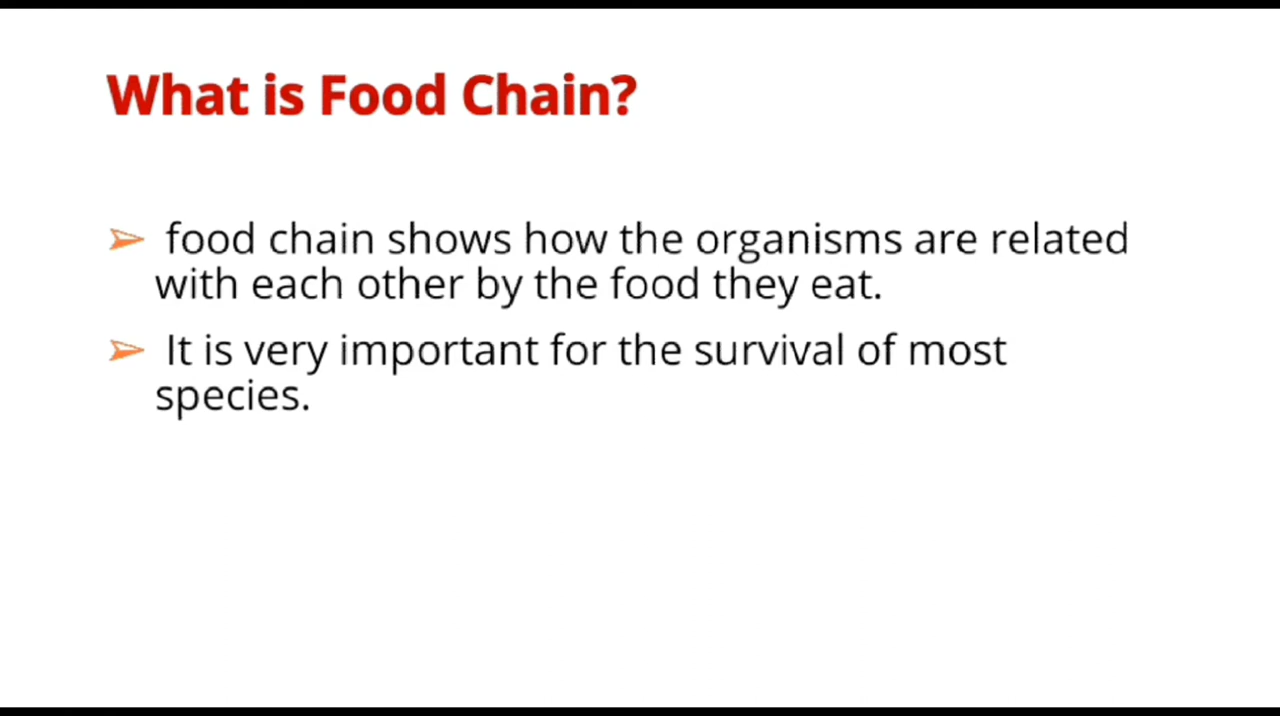 What is Food Chain?
➢ food chain shows how the organisms are related
with each other by the food they eat.
➢ It is very important for the survival of most
species.